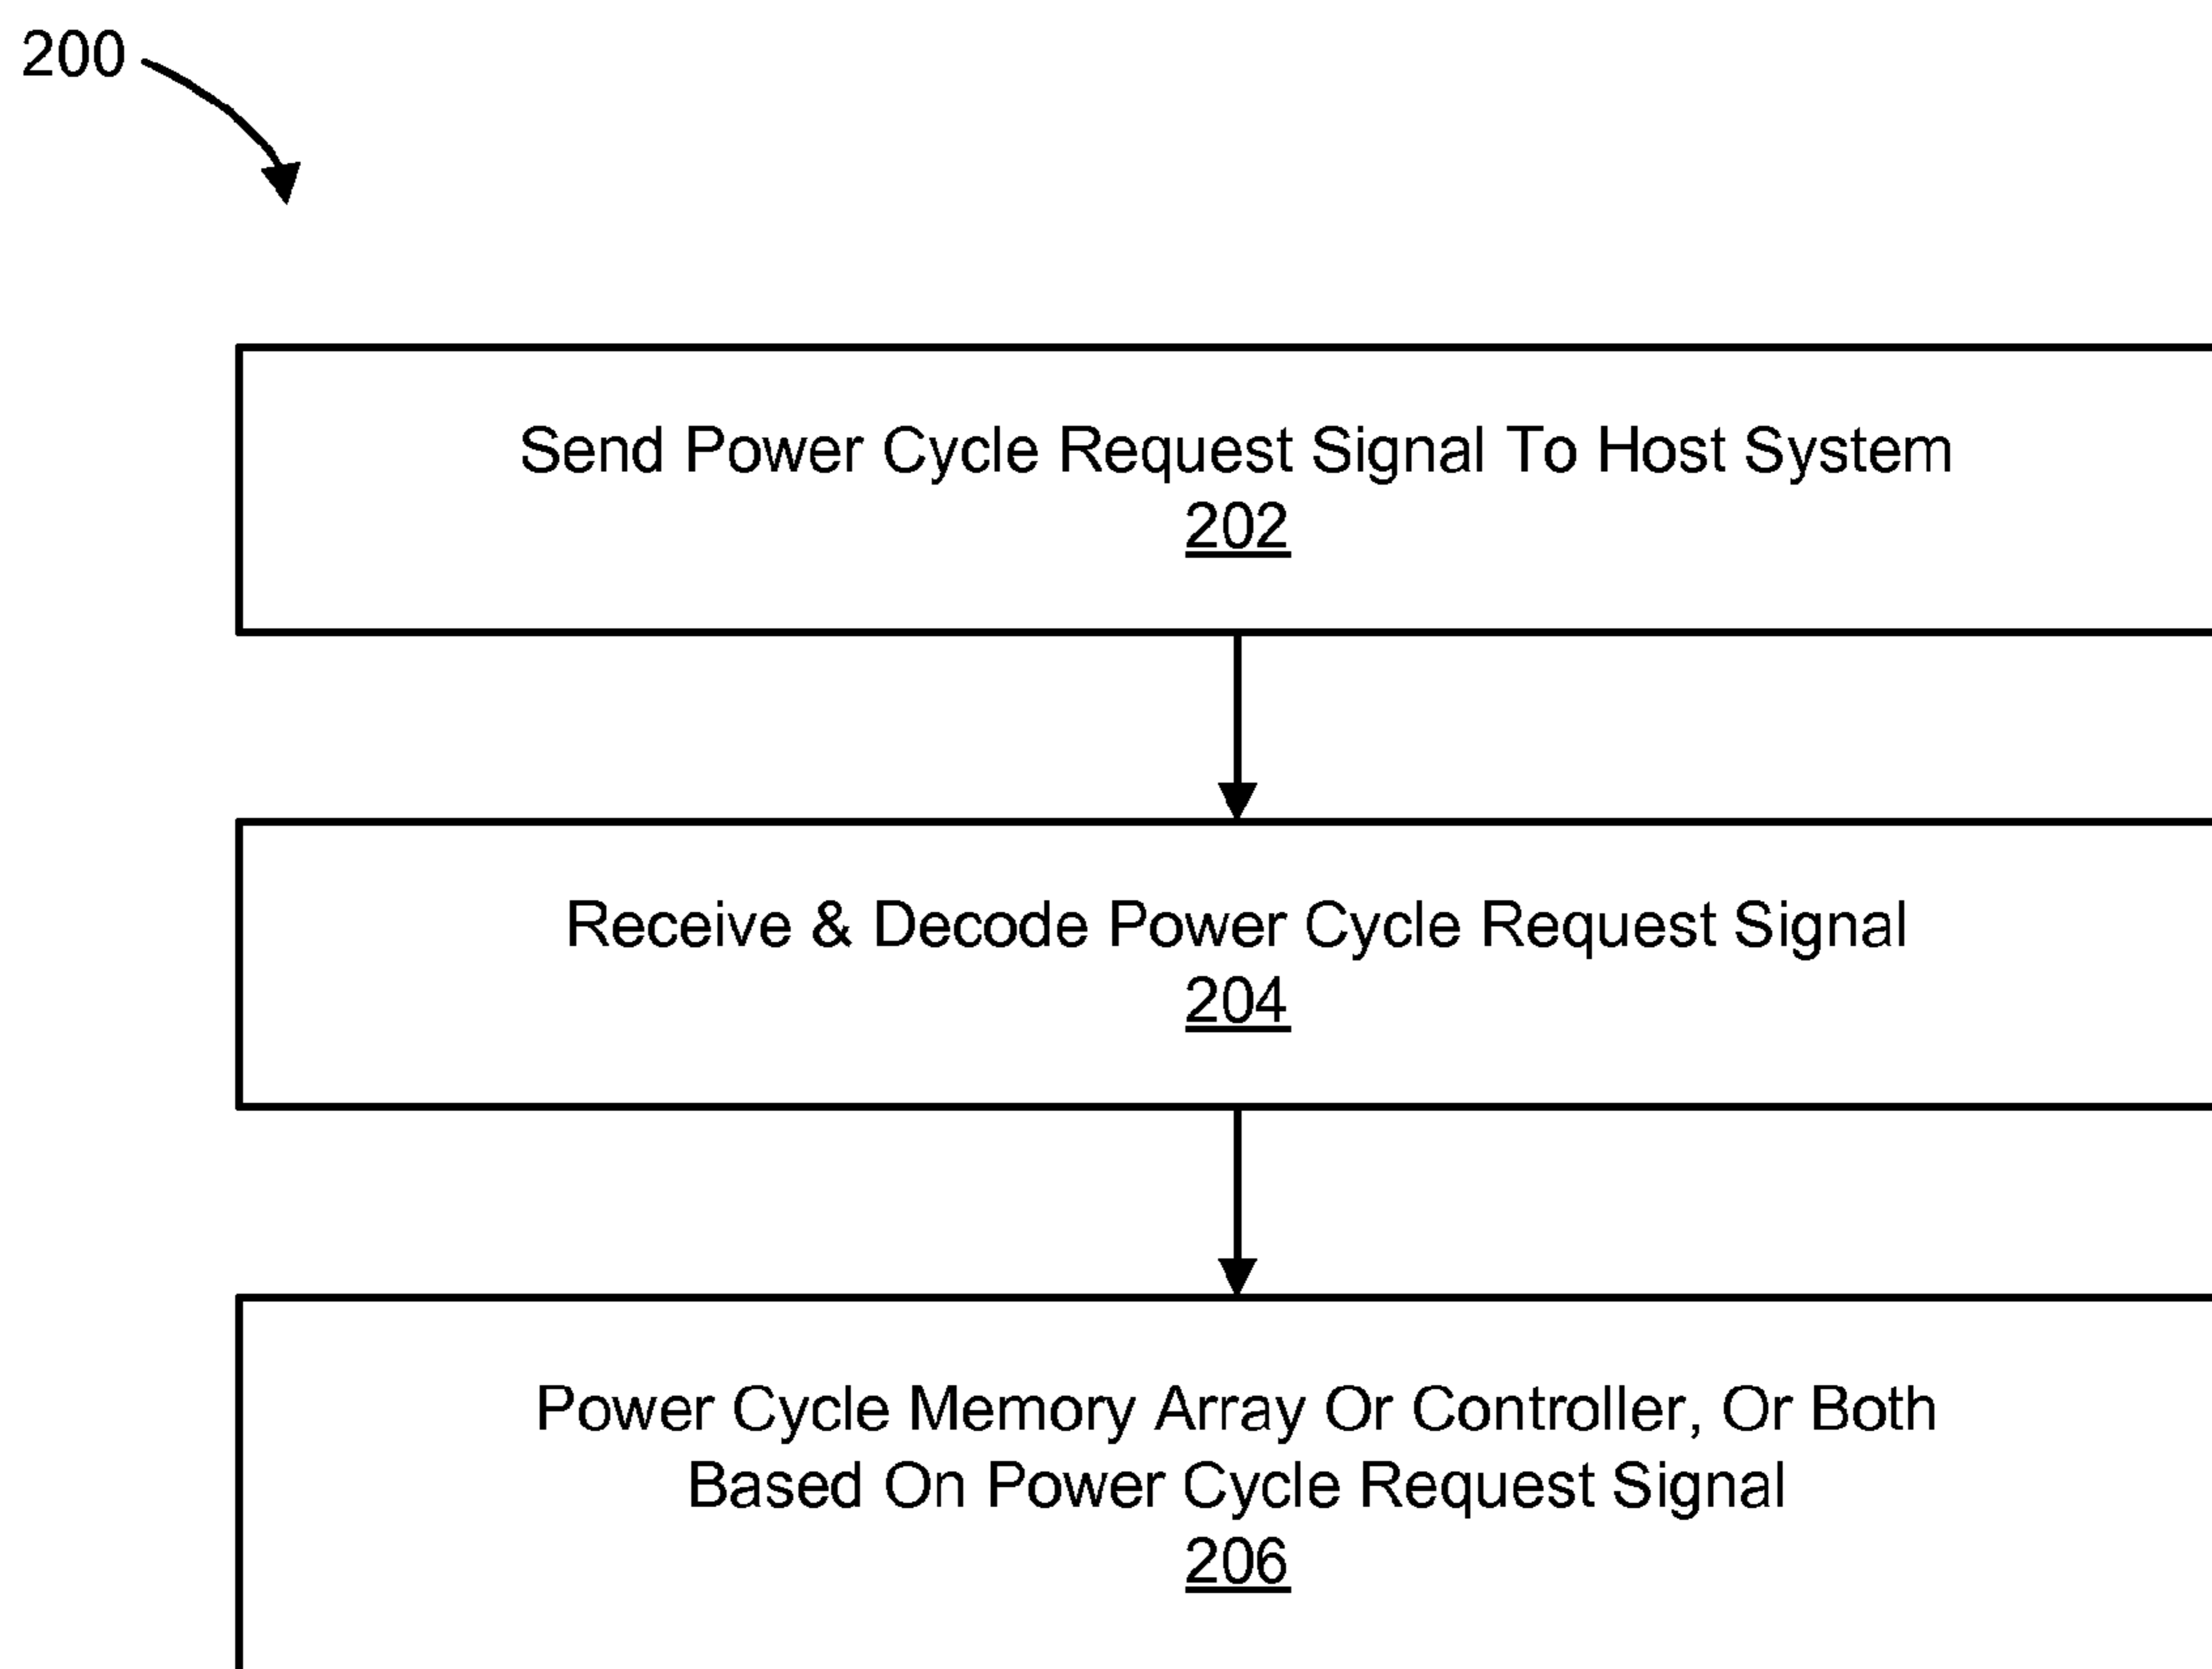 200
Send Power Cycle Request Signal To Host System
202
Receive & Decode Power Cycle Request Signal
204
Power Cycle Memory Array Or Controller, Or Both
Based On Power Cycle Request Signal
206